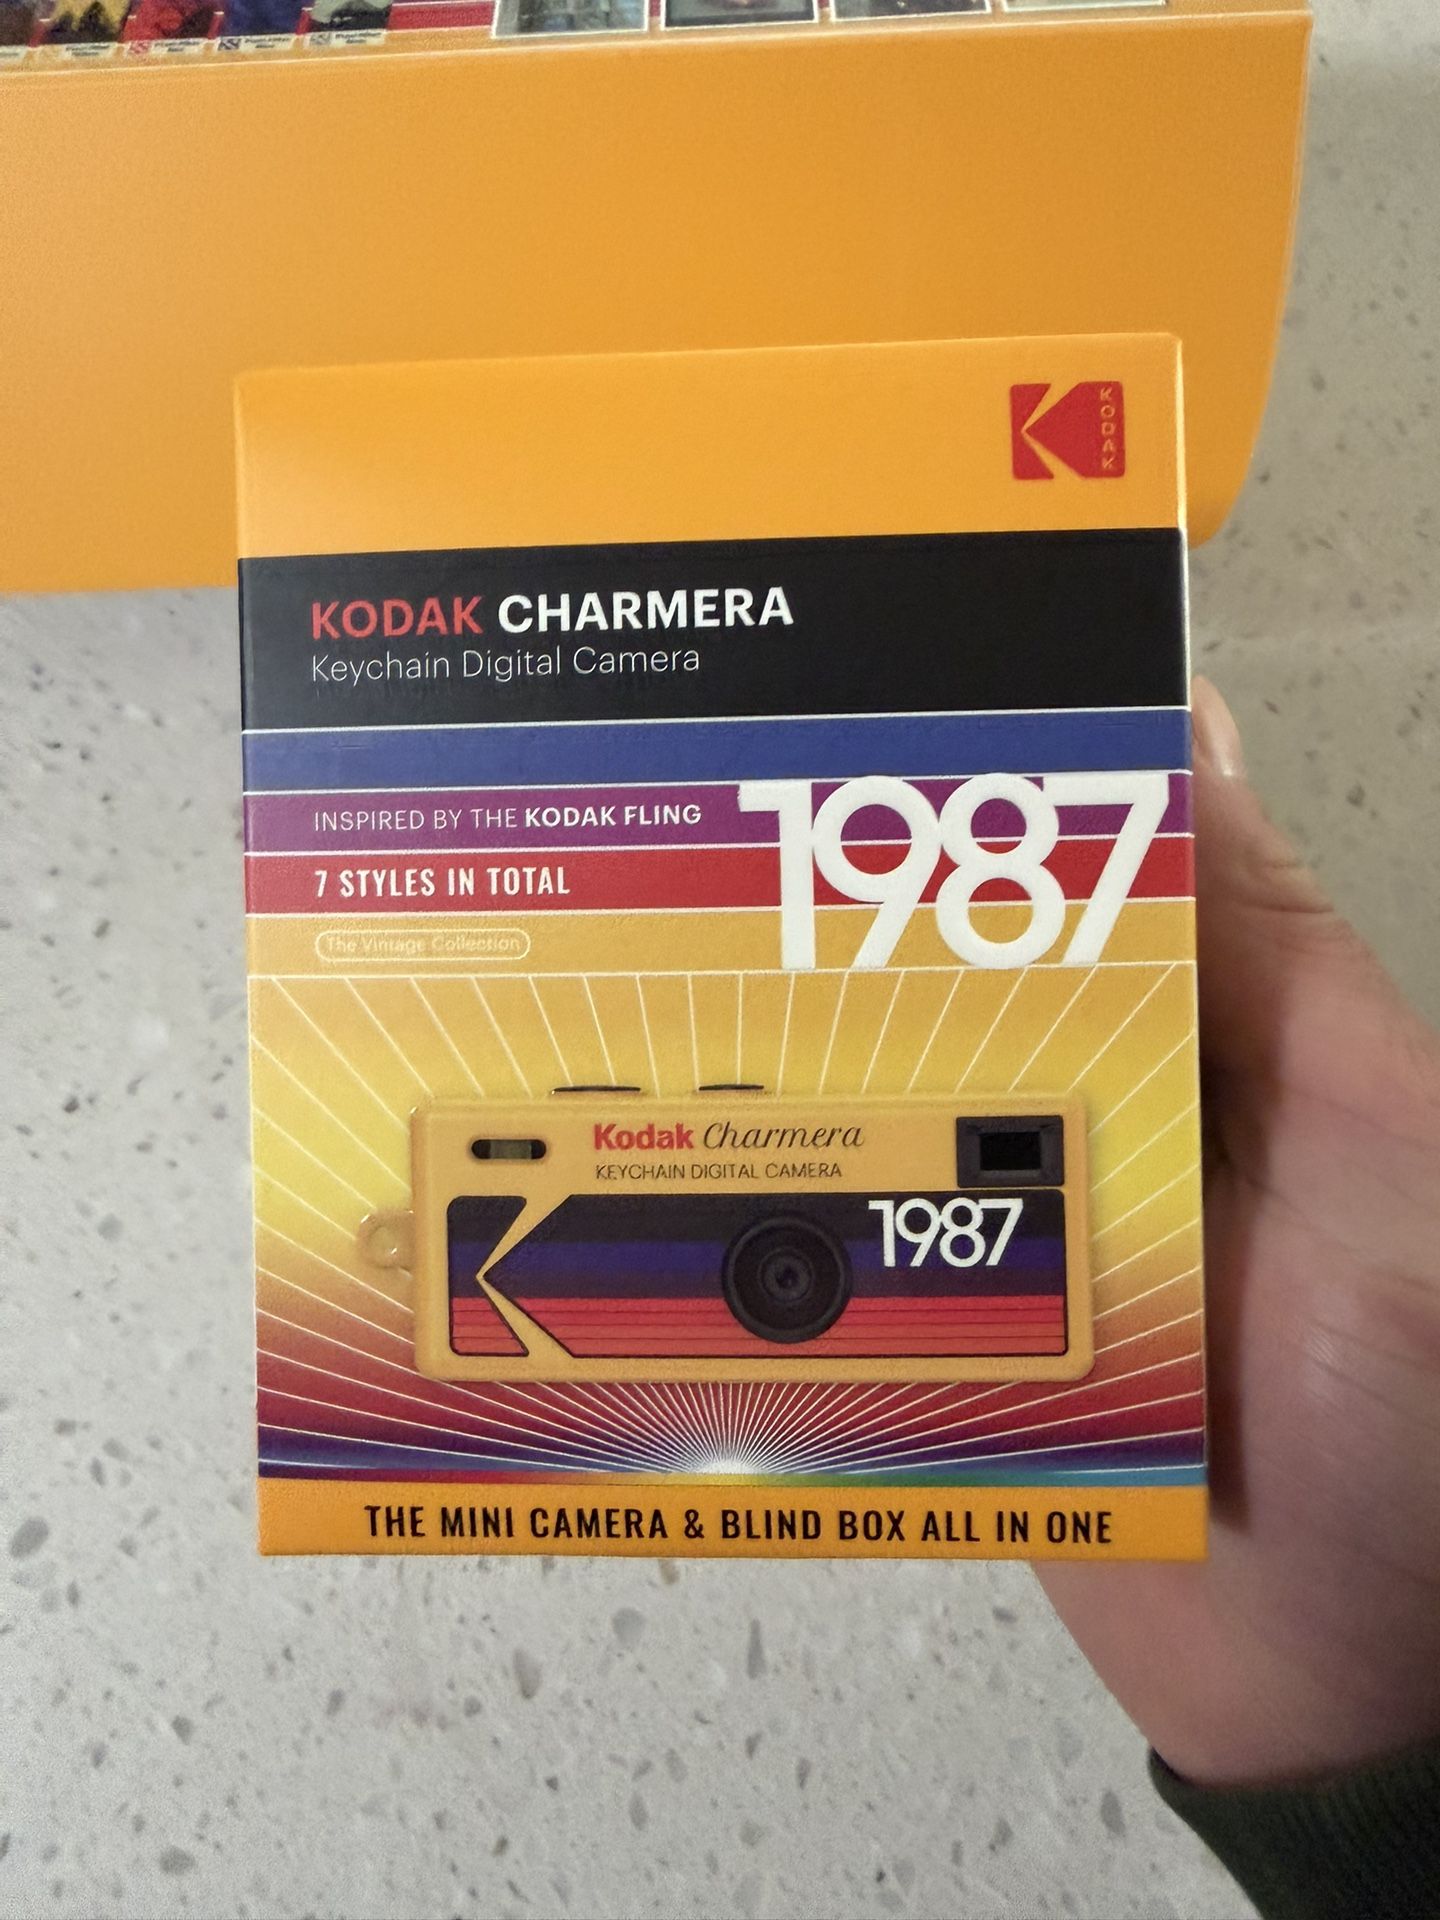 KODAK
KODAK CHARMERA
Keychain Digital Camera
INSPIRED BY THE KODAK FLING
1987
7 STYLES IN TOTAL
The Vintage Collection
Kodak Charmera
KEYCHAIN DIGITAL CAMERA
1987
THE MINI CAMERA & BLIND BOX ALL IN ONE